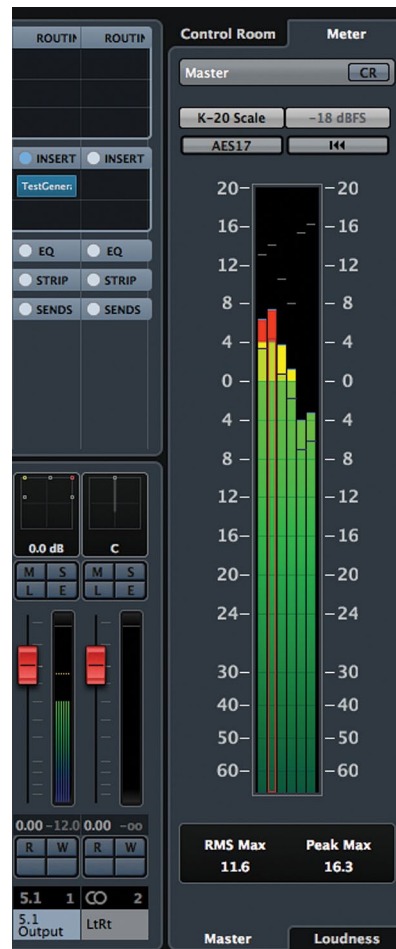 ROUTIN ROUTIN
Control Room Meter
Master CR
K-20 Scale -18 dBFS
AES17
INSERT INSERT
TestGener:
EQ EQ
STRIP STRIP
SENDS SENDS
20 20
16 16
12 12
8 8
4 4
0 0
4 4
8 8
12 12
16 16
20 20
24 24
30 30
40 40
50 50
60 60
0.0 dB C
M S M S
L E L E
0.00 -12.0 0.00 -oo
R W R W
5.1 1 2
5.1 Output
LtRt
RMS Max Peak Max
11.6 16.3
Master Loudness